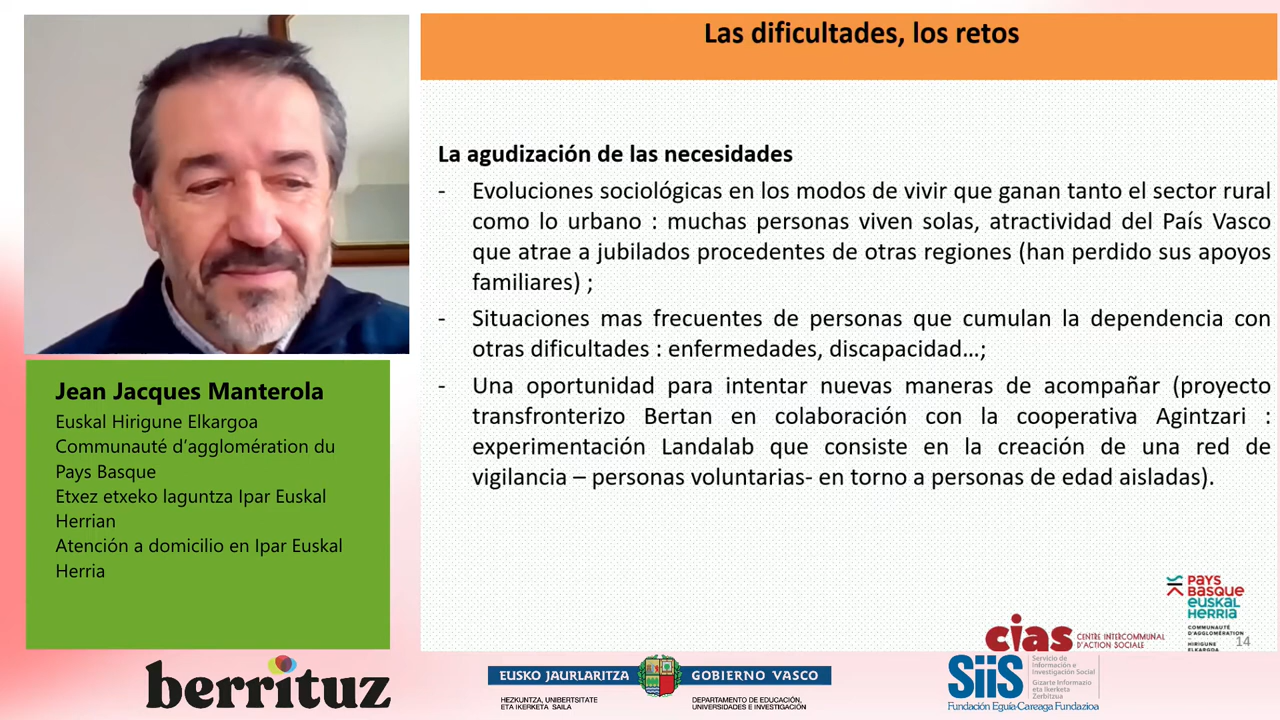 Las dificultades, los retos
La agudización de las necesidades
- Evoluciones sociológicas en los modos de vivir que ganan tanto el sector rural
como lo urbano : muchas personas viven solas, atractividad del País Vasco
que atrae a jubilados procedentes de otras regiones (han perdido sus apoyos
familiares) ;
- Situaciones mas frecuentes de personas que cumulan la dependencia con
otras dificultades : enfermedades, discapacidad...;
- Una oportunidad para intentar nuevas maneras de acompañar (proyecto
transfronterizo Bertan en colaboración con la cooperativa Agintzari :
experimentación Landalab que consiste en la creación de una red de
vigilancia – personas voluntarias- en torno a personas de edad aisladas).
Jean Jacques Manterola
Euskal Hirigune Elkargoa
Communauté d'agglomération du
Pays Basque
Etxez etxeko laguntza Ipar Euskal
Herrian
Atención a domicilio en Ipar Euskal
Herria
PAYS
BASQUE
EUSKAL
HERRIA
COMMUNAUTÉ
D'AGGLOMÉRATION
HIRIGUNE
ELKARGOA
14
cias
CENTRE INTERCOMMUNAL
D'ACTION SOCIALE
berrituz
EUSKO JAURLARITZA
GOBIERNO VASCO
HEZKUNTZA, UNIBERTSITATE
ETA IKERKETA SAILA
DEPARTAMENTO DE EDUCACIÓN,
UNIVERSIDADES E INVESTIGACIÓN
SiiS
Servicio de
Información e
Investigación Social
Gizarte Informazio
eta Ikerketa
Zerbitzua
Fundación Eguía-Careaga Fundazioa